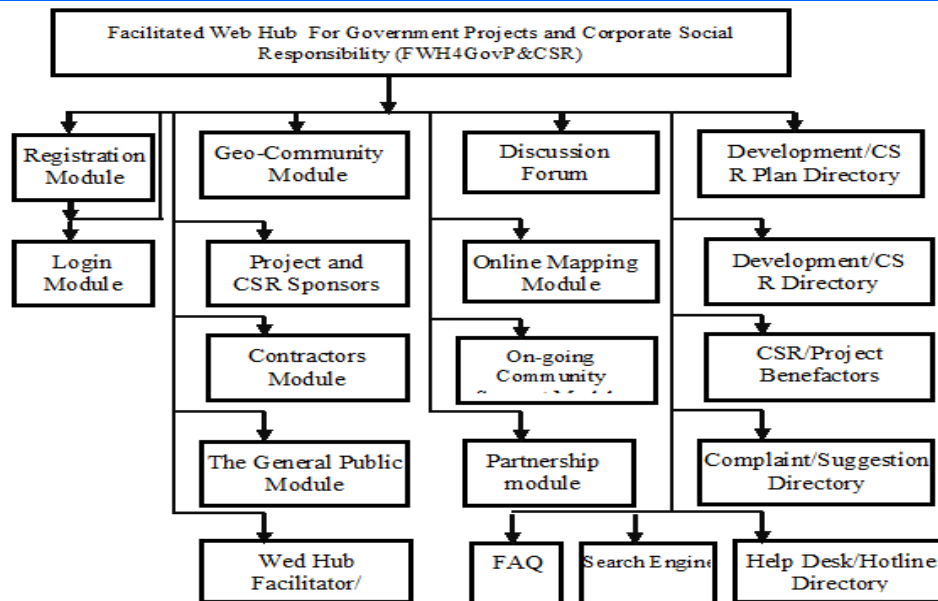 Facilitated Web Hub For Government Projects and Corporate Social
Responsibility (FWH4GovP&CSR)
Registration
Module
Geo-Community
Module
Discussion
Forum
Development/CS
R Plan Directory
Login
Module
Project and
CSR Sponsors
Online Mapping
Module
Development/CS
R Directory
Contractors
Module
On-going
Community
CSR/Project
Benefactors
The General Public
Module
Partnership
module
Complaint/Suggestion
Directory
Wed Hub
Facilitator/
FAQ
Search Engine
Help Desk/Hotline
Directory